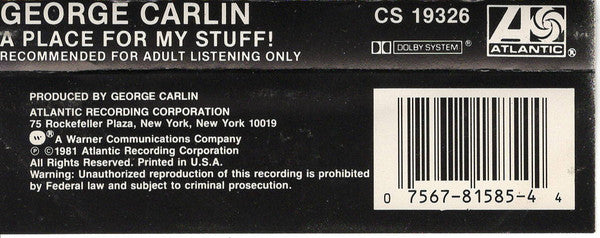 GEORGE CARLIN
A PLACE FOR MY STUFF!
RECOMMENDED FOR ADULT LISTENING ONLY
CS 19326
DOLBY SYSTEM ®
ATLANTIC ®
PRODUCED BY GEORGE CARLIN
ATLANTIC RECORDING CORPORATION
75 Rockefeller Plaza, New York, New York 10019
W ® A Warner Communications Company
℗ ©1981 Atlantic Recording Corporation
All Rights Reserved. Printed in U.S.A.
Warning: Unauthorized reproduction of this recording is prohibited
by Federal law and subject to criminal prosecution.
0 7567-81585-4 4